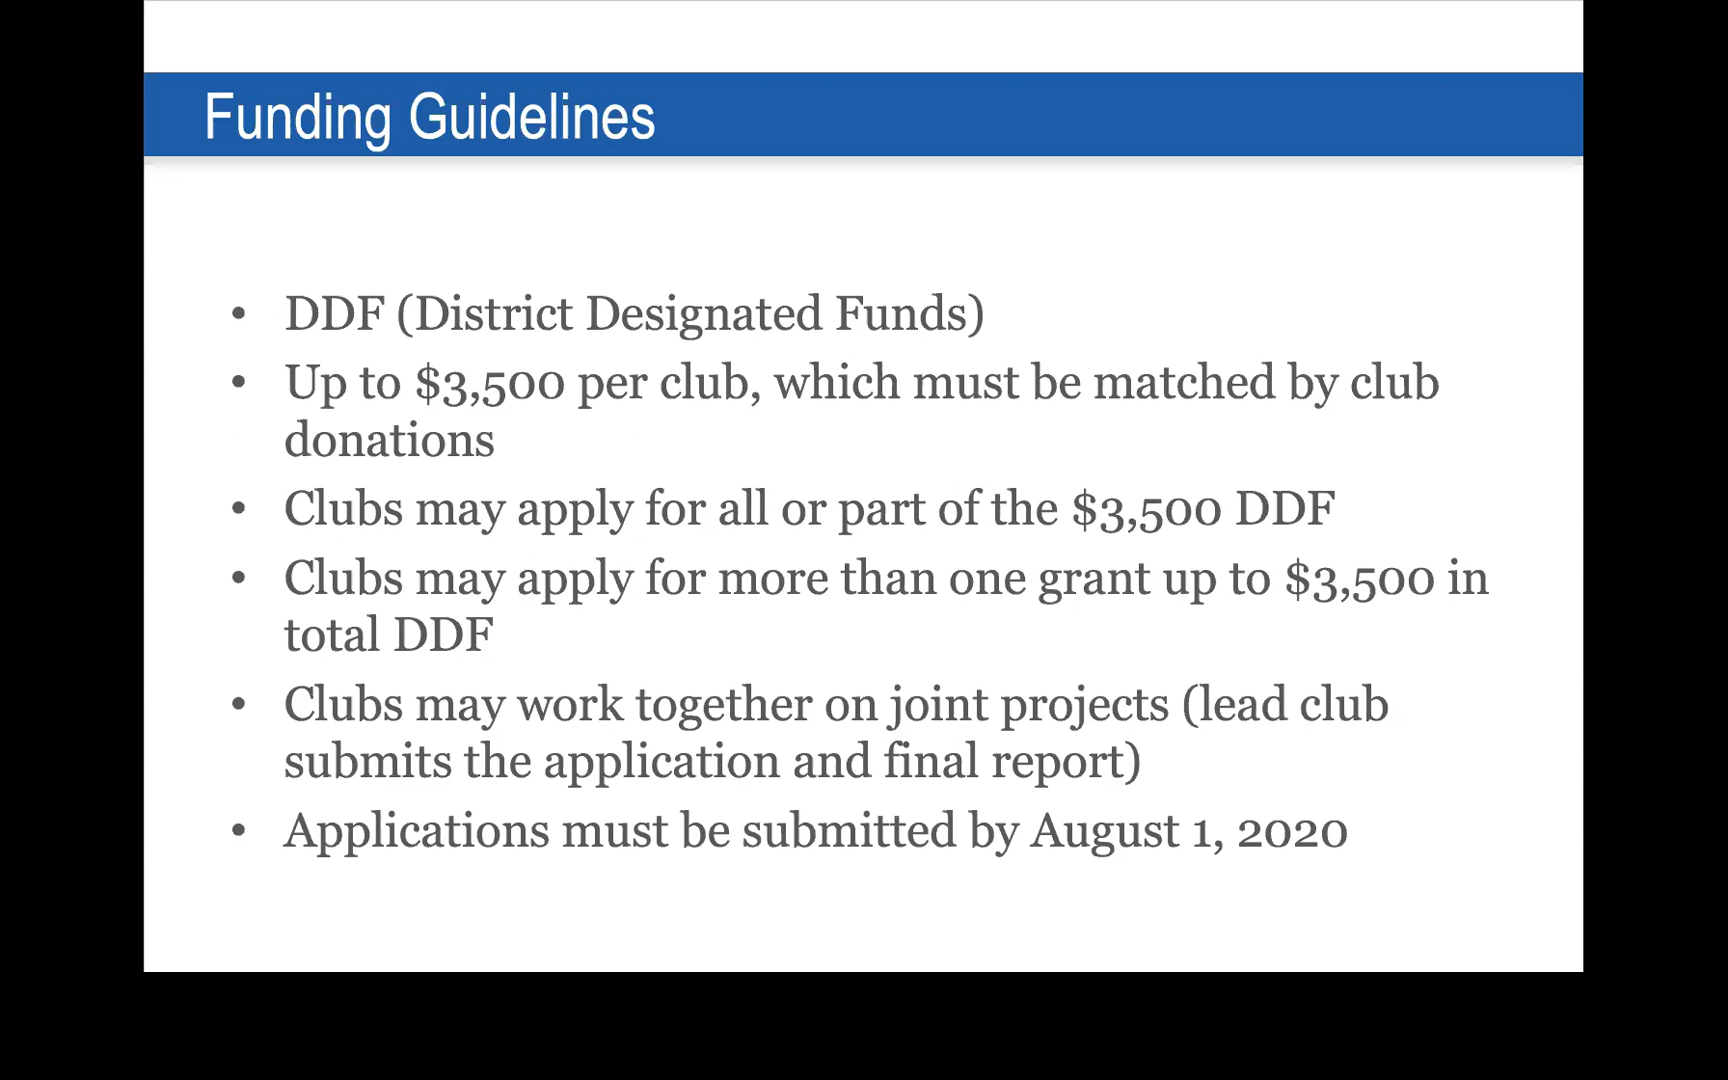 Funding Guidelines
• DDF (District Designated Funds)
• Up to $3,500 per club, which must be matched by club
donations
• Clubs may apply for all or part of the $3,500 DDF
• Clubs may apply for more than one grant up to $3,500 in
total DDF
• Clubs may work together on joint projects (lead club
submits the application and final report)
• Applications must be submitted by August 1, 2020